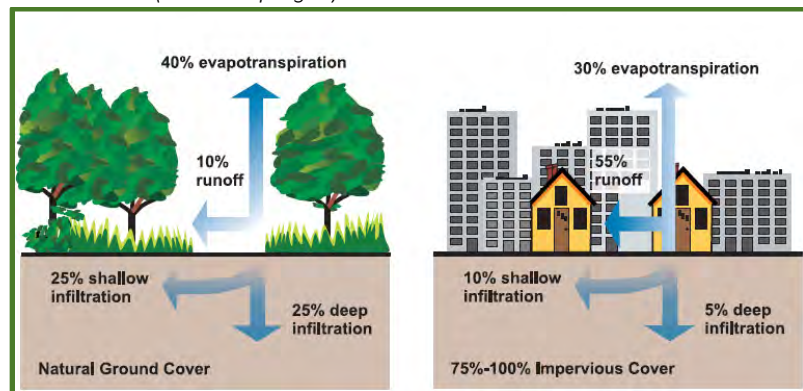 40% evapotranspiration
10%
runoff
25% shallow
infiltration
25% deep
infiltration
Natural Ground Cover
30% evapotranspiration
55%
runoff
10% shallow
infiltration
5% deep
infiltration
75%-100% Impervious Cover